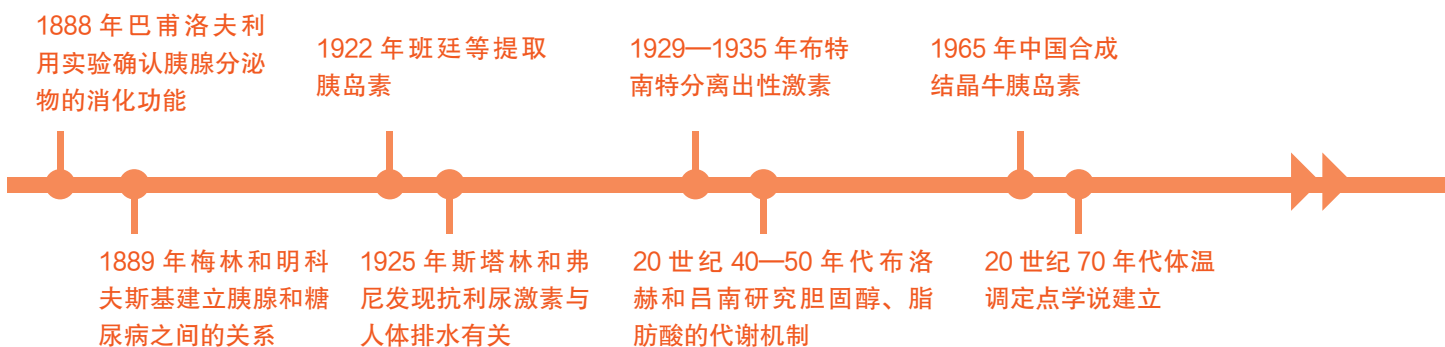 1888 年巴甫洛夫利
用实验确认胰腺分泌
物的消化功能
1889 年梅林和明科
夫斯基建立胰腺和糖
尿病之间的关系
1922 年班廷等提取
胰岛素
1925 年斯塔林和弗
尼发现抗利尿激素与
人体排水有关
1929—1935 年布特
南特分离出性激素
20 世纪 40—50 年代布洛
赫和吕南研究胆固醇、脂
肪酸的代谢机制
1965 年中国合成
结晶牛胰岛素
20 世纪 70 年代体温
调定点学说建立